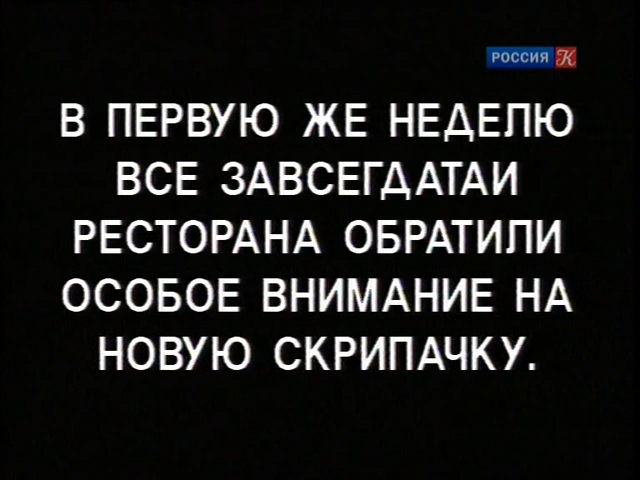 РОССИЯ К
В ПЕРВУЮ ЖЕ НЕДЕЛЮ
ВСЕ ЗАВСЕГДАТАИ
РЕСТОРАНА ОБРАТИЛИ
ОСОБОЕ ВНИМАНИЕ НА
НОВУЮ СКРИПАЧКУ.